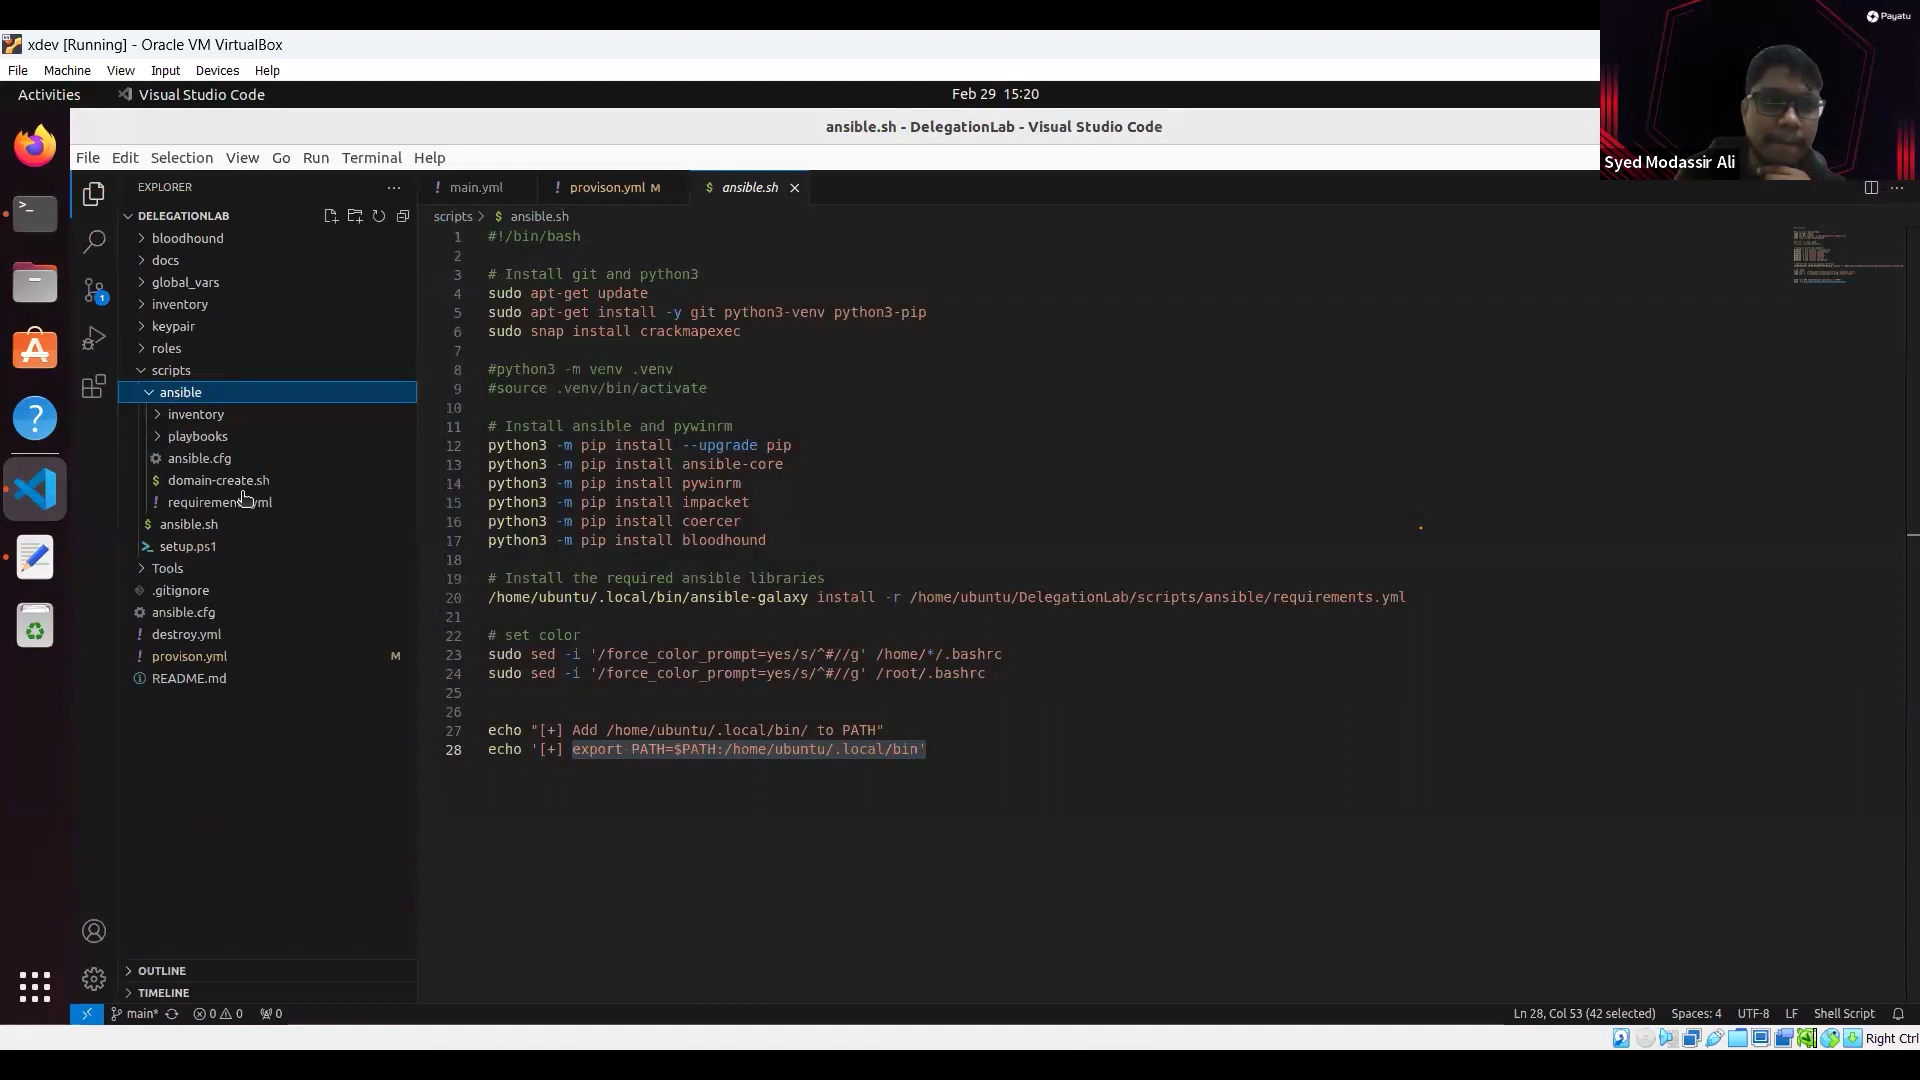 Payatu
xdev [Running] - Oracle VM VirtualBox
File Machine View Input Devices Help
Syed Modassir Ali
Activities Visual Studio Code Feb 29 15:20
ansible.sh - DelegationLab - Visual Studio Code
File Edit Selection View Go Run Terminal Help
EXPLORER
DELEGATIONLAB
bloodhound
docs
global_vars
inventory
keypair
roles
scripts
ansible
inventory
playbooks
ansible.cfg
domain-create.sh
ansible.sh
setup.ps1
Tools
.gitignore
ansible.cfg
destroy.yml
provison.yml M
README.md
OUTLINE
TIMELINE
! main.yml ! provison.yml M $ ansible.sh
scripts > $ ansible.sh
1 #!/bin/bash
2
3 # Install git and python3
4 sudo apt-get update
5 sudo apt-get install -y git python3-venv python3-pip
6 sudo snap install crackmapexec
7
8 #python3 -m venv .venv
9 #source .venv/bin/activate
10
11 # Install ansible and pywinrm
12 python3 -m pip install --upgrade pip
13 python3 -m pip install ansible-core
14 python3 -m pip install pywinrm
15 python3 -m pip install impacket
16 python3 -m pip install coercer
17 python3 -m pip install bloodhound
18
19 # Install the required ansible libraries
20 /home/ubuntu/.local/bin/ansible-galaxy install -r /home/ubuntu/DelegationLab/scripts/ansible/requirements.yml
21
22 # set color
23 sudo sed -i '/force_color_prompt=yes/s/^#//g' /home/*/.bashrc
24 sudo sed -i '/force_color_prompt=yes/s/^#//g' /root/.bashrc
25
26
27 echo "[+] Add /home/ubuntu/.local/bin/ to PATH"
28 echo '[+] export PATH=$PATH:/home/ubuntu/.local/bin'
main* 0 0 0 Ln 28, Col 53 (42 selected) Spaces: 4 UTF-8 LF Shell Script
Right Ctrl